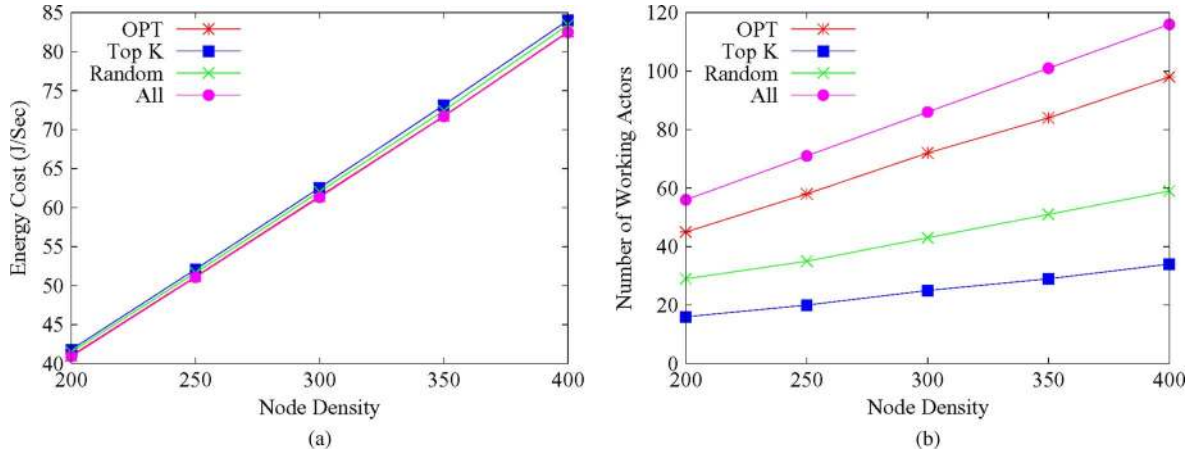 85
80
75
70
65
60
55
50
45
40
Energy Cost (J/Sec)
OPT
Top K
Random
All
200 250 300 350 400
Node Density
(a)
120
100
80
60
40
20
0
Number of Working Actors
OPT
Top K
Random
All
200 250 300 350 400
Node Density
(b)